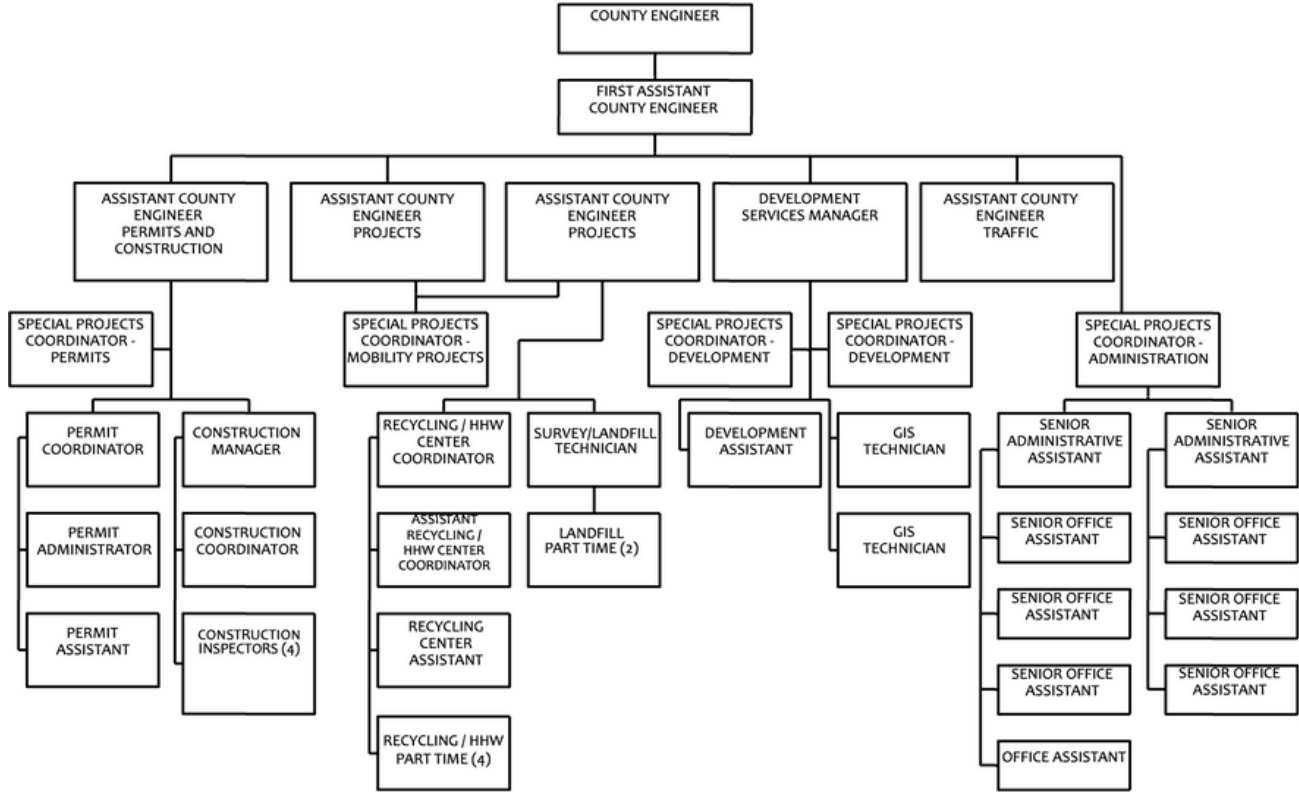 COUNTY ENGINEER
FIRST ASSISTANT
COUNTY ENGINEER
ASSISTANT COUNTY
ENGINEER
PERMITS AND
CONSTRUCTION
ASSISTANT COUNTY
ENGINEER
PROJECTS
ASSISTANT COUNTY
ENGINEER
PROJECTS
DEVELOPMENT
SERVICES MANAGER
ASSISTANT COUNTY
ENGINEER
TRAFFIC
SPECIAL PROJECTS
COORDINATOR -
PERMITS
SPECIAL PROJECTS
COORDINATOR -
MOBILITY PROJECTS
SPECIAL PROJECTS
COORDINATOR -
DEVELOPMENT
SPECIAL PROJECTS
COORDINATOR -
DEVELOPMENT
SPECIAL PROJECTS
COORDINATOR -
ADMINISTRATION
PERMIT
COORDINATOR
CONSTRUCTION
MANAGER
RECYCLING / HHW
CENTER
COORDINATOR
SURVEY/LANDFILL
TECHNICIAN
DEVELOPMENT
ASSISTANT
GIS
TECHNICIAN
SENIOR
ADMINISTRATIVE
ASSISTANT
SENIOR
ADMINISTRATIVE
ASSISTANT
PERMIT
ADMINISTRATOR
CONSTRUCTION
COORDINATOR
ASSISTANT
RECYCLING /
HHW CENTER
COORDINATOR
LANDFILL
PART TIME (2)
GIS
TECHNICIAN
SENIOR OFFICE
ASSISTANT
SENIOR OFFICE
ASSISTANT
PERMIT
ASSISTANT
CONSTRUCTION
INSPECTORS (4)
RECYCLING
CENTER
ASSISTANT
SENIOR OFFICE
ASSISTANT
SENIOR OFFICE
ASSISTANT
SENIOR OFFICE
ASSISTANT
SENIOR OFFICE
ASSISTANT
RECYCLING / HHW
PART TIME (4)
OFFICE ASSISTANT